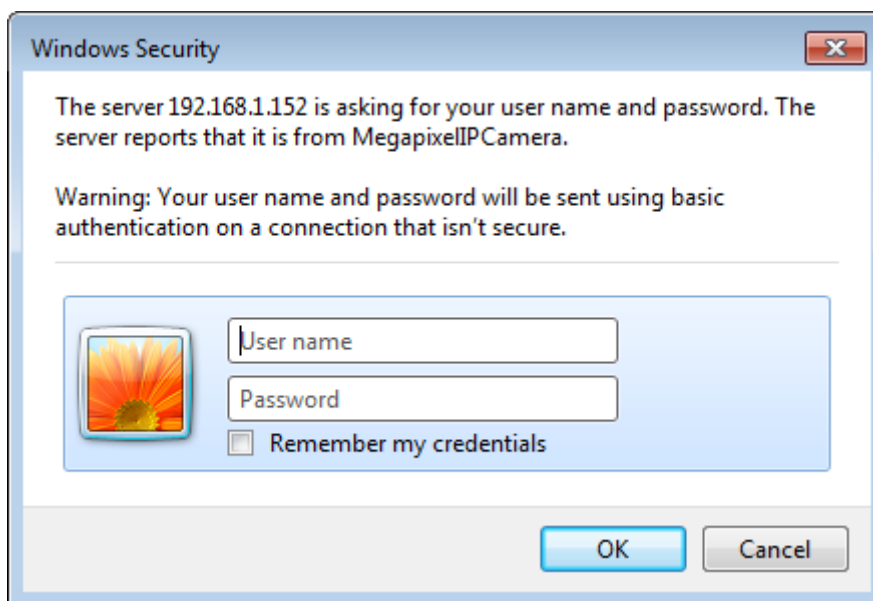 Windows Security
The server 192.168.1.152 is asking for your user name and password. The
server reports that it is from MegapixelIPCamera.
Warning: Your user name and password will be sent using basic
authentication on a connection that isn't secure.
User name
Password
Remember my credentials
OK Cancel